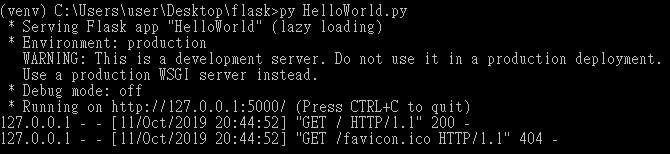 (venv) C:\Users\user\Desktop\flask>py HelloWorld.py
 * Serving Flask app "HelloWorld" (lazy loading)
 * Environment: production
   WARNING: This is a development server. Do not use it in a production deployment.
   Use a production WSGI server instead.
 * Debug mode: off
 * Running on http://127.0.0.1:5000/ (Press CTRL+C to quit)
127.0.0.1 - - [11/Oct/2019 20:44:52] "GET / HTTP/1.1" 200 -
127.0.0.1 - - [11/Oct/2019 20:44:52] "GET /favicon.ico HTTP/1.1" 404 -